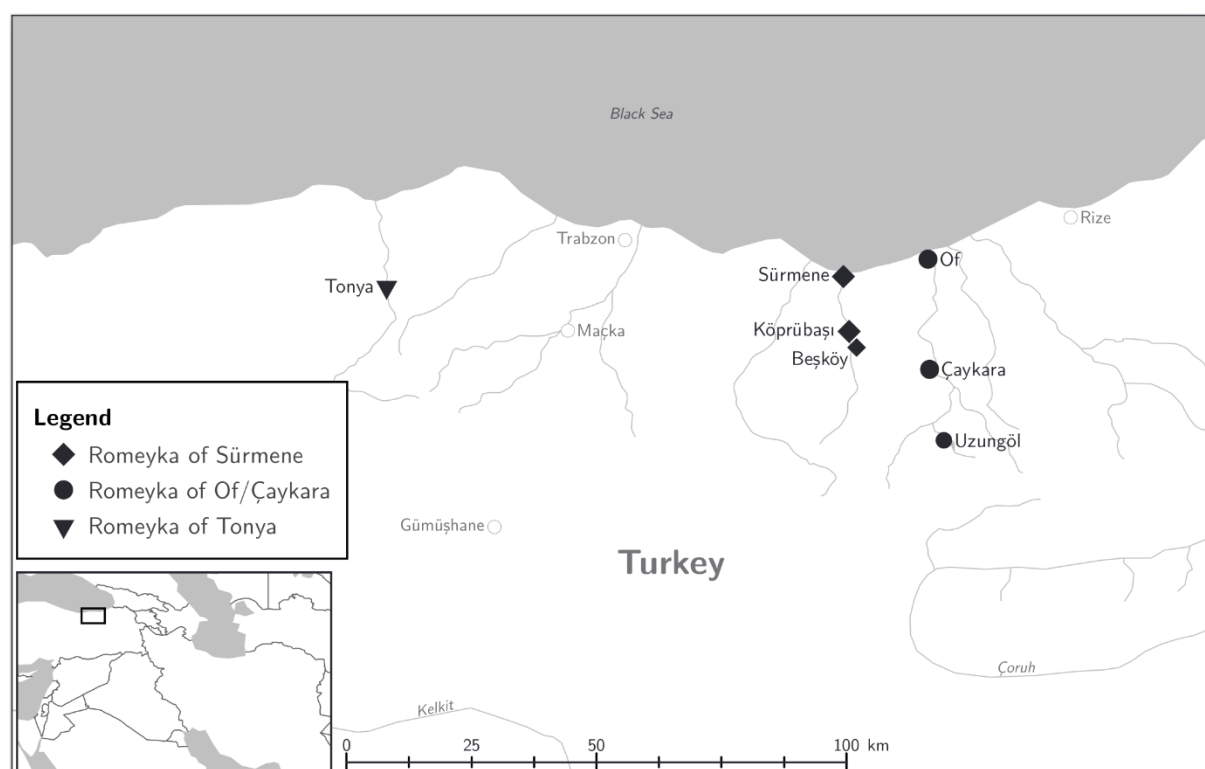 Black Sea
Rize
Trabzon
Of
Sürmene
Tonya
Köprübaşı
Maçka
Beşköy
Çaykara
Legend
Romeyka of Sürmene
Uzungöl
Romeyka of Of/Çaykara
Romeyka of Tonya
Gümüşhane
Turkey
Çoruh
Kelkit
0 25 50 100 km